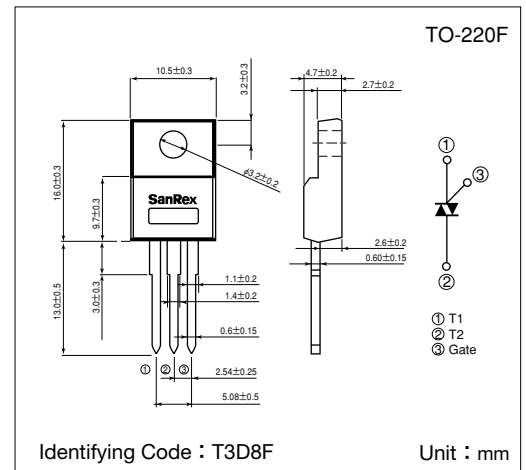 TO-220F
10.5±0.3
3.2±0.3
4.7±0.2
2.7±0.2
16.0±0.3
9.7±0.3
φ3.2±0.2
SanRex
13.0±0.5
3.0±0.3
1.1±0.2
1.4±0.2
0.6±0.15
2.54±0.25
5.08±0.5
① ② ③
2.6±0.2
0.60±0.15
①
③
②
① T1
② T2
③ Gate
Identifying Code：T3D8F
Unit：mm